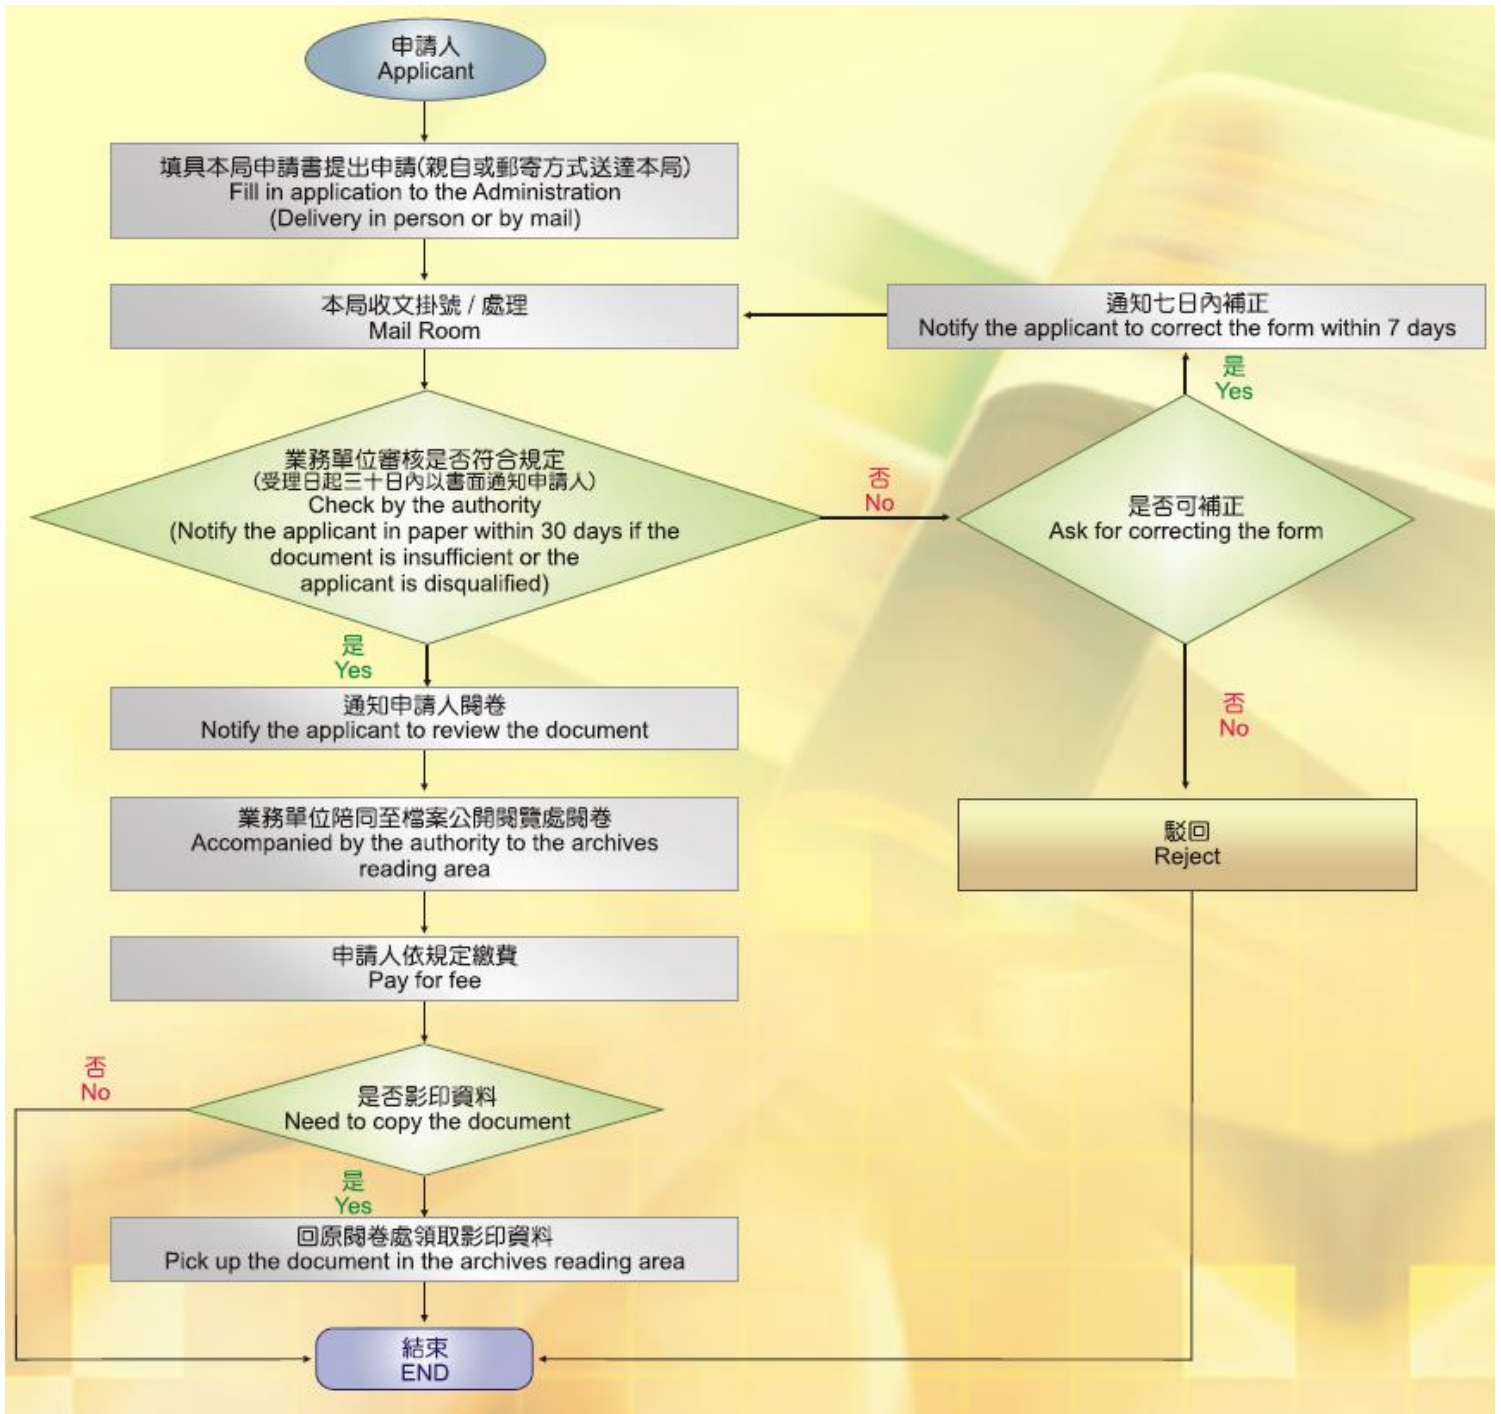 申請人
Applicant
填具本局申請書提出申請(親自或郵寄方式送達本局)
Fill in application to the Administration
(Delivery in person or by mail)
本局收文掛號 / 處理
Mail Room
通知七日內補正
Notify the applicant to correct the form within 7 days
是
Yes
業務單位審核是否符合規定
(受理日起三十日內以書面通知申請人)
Check by the authority
(Notify the applicant in paper within 30 days if the
document is insufficient or the
applicant is disqualified)
否
No
是否可補正
Ask for correcting the form
是
Yes
通知申請人閱卷
Notify the applicant to review the document
否
No
業務單位陪同至檔案公開閱覽處閱卷
Accompanied by the authority to the archives
reading area
駁回
Reject
申請人依規定繳費
Pay for fee
否
No
是否影印資料
Need to copy the document
是
Yes
回原閱卷處領取影印資料
Pick up the document in the archives reading area
結束
END